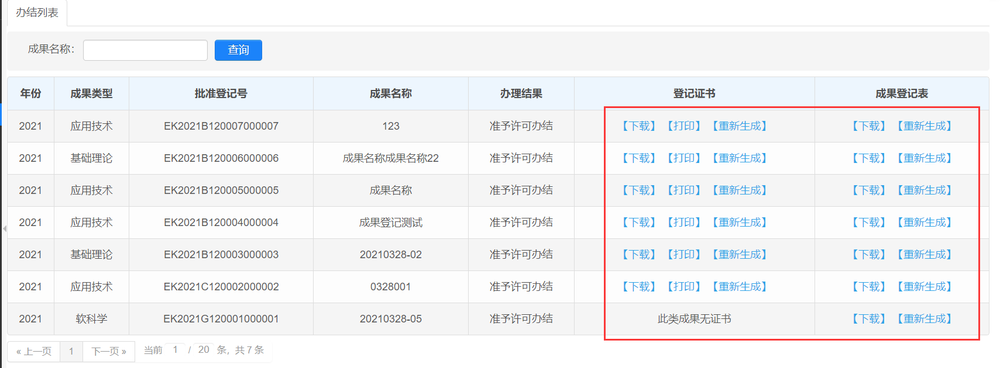 办结列表
成果名称： 查询
年份 成果类型 批准登记号 成果名称 办理结果 登记证书 成果登记表
2021 应用技术 EK2021B120007000007 123 准予许可办结 【下载】 【打印】 【重新生成】 【下载】 【重新生成】
2021 基础理论 EK2021B120006000006 成果名称成果名称22 准予许可办结 【下载】 【打印】 【重新生成】 【下载】 【重新生成】
2021 应用技术 EK2021B120005000005 成果名称 准予许可办结 【下载】 【打印】 【重新生成】 【下载】 【重新生成】
2021 应用技术 EK2021B120004000004 成果登记测试 准予许可办结 【下载】 【打印】 【重新生成】 【下载】 【重新生成】
2021 基础理论 EK2021B120003000003 20210328-02 准予许可办结 【下载】 【打印】 【重新生成】 【下载】 【重新生成】
2021 应用技术 EK2021C120002000002 0328001 准予许可办结 【下载】 【打印】 【重新生成】 【下载】 【重新生成】
2021 软科学 EK2021G120001000001 20210328-05 准予许可办结 此类成果无证书 【下载】 【重新生成】
« 上一页 1 下一页 » 当前 1 / 20 条，共 7 条